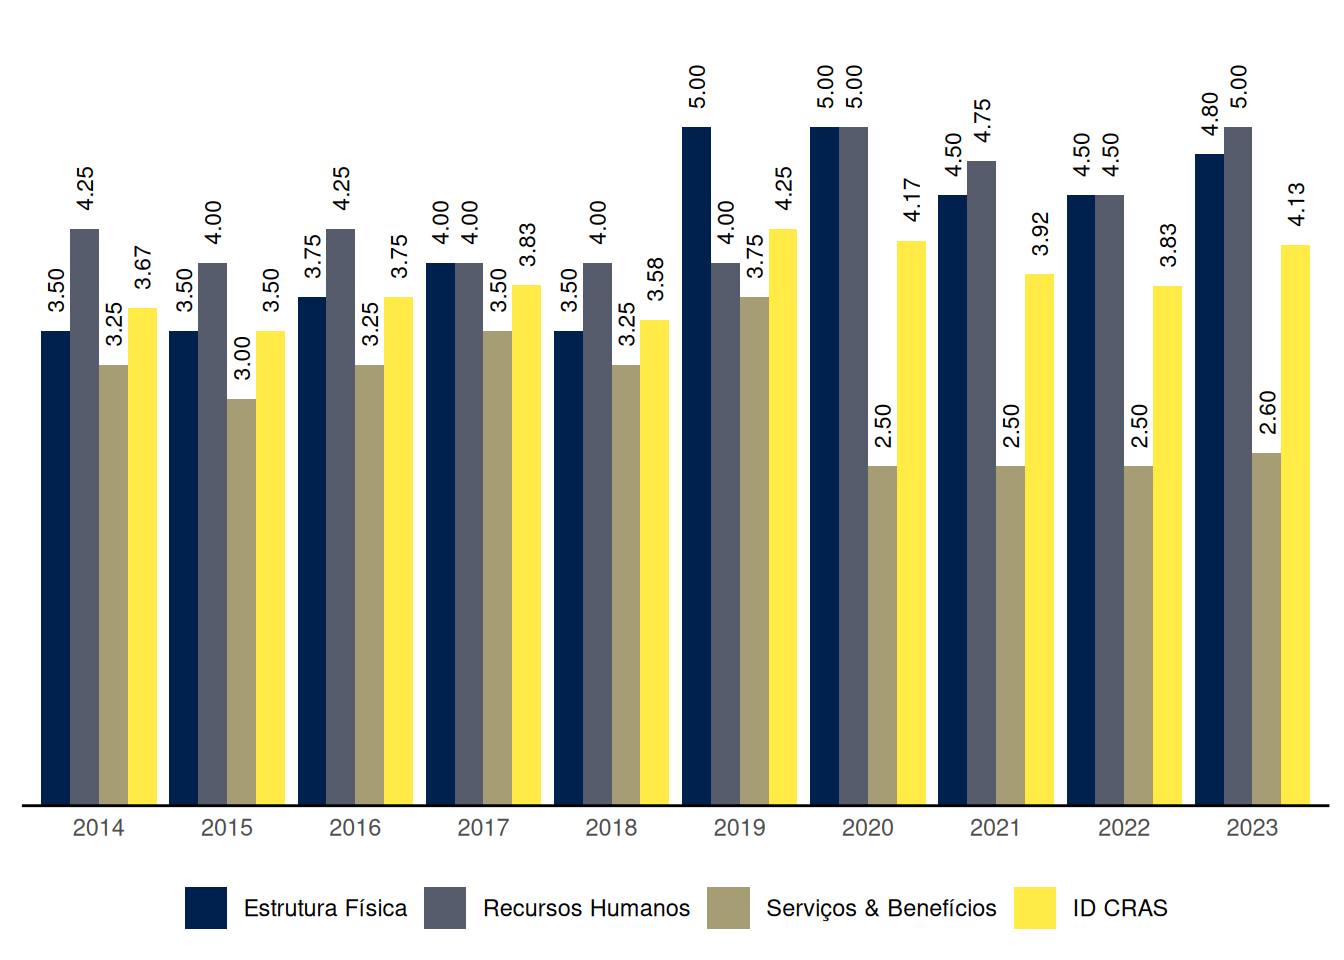 3.50 4.25 3.25 3.67 3.50 4.00 3.00 3.50 3.75 4.25 3.25 3.75 4.00 4.00 3.50 3.83 3.50 4.00 3.25 3.58 5.00 4.00 3.75 4.25 5.00 5.00 2.50 4.17 4.50 4.75 2.50 3.92 4.50 4.50 2.50 3.83 4.80 5.00 2.60 4.13
2014 2015 2016 2017 2018 2019 2020 2021 2022 2023
Estrutura Física Recursos Humanos Serviços & Benefícios ID CRAS